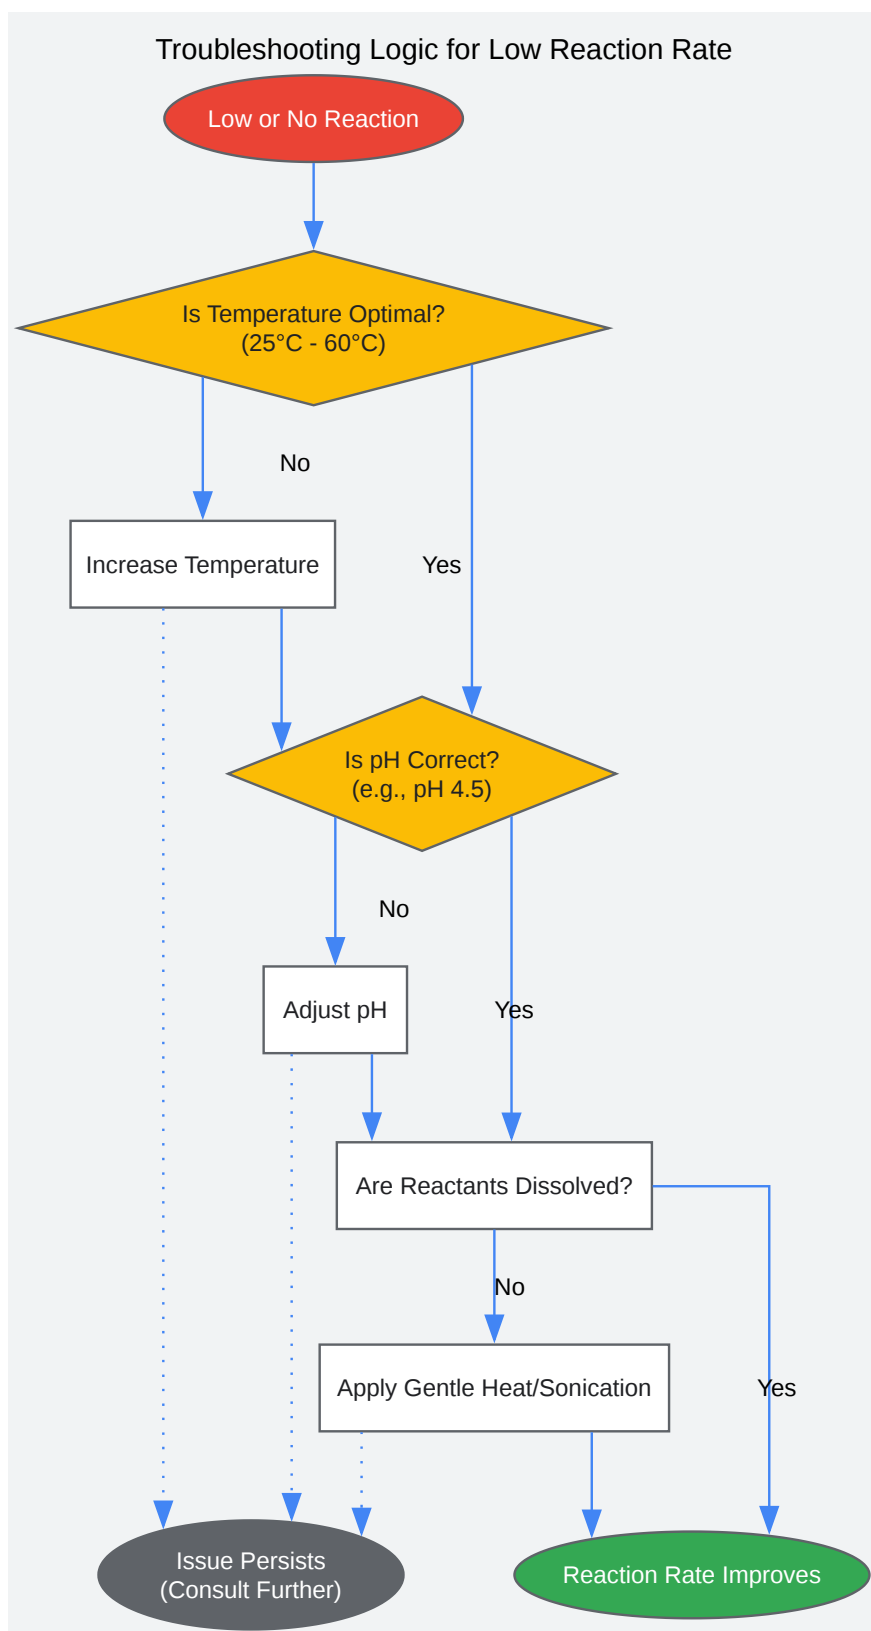 Troubleshooting Logic for Low Reaction Rate
Low or No Reaction
Is Temperature Optimal?
(25°C - 60°C)
No
Increase Temperature
Yes
Is pH Correct?
(e.g., pH 4.5)
No
Adjust pH
Yes
Are Reactants Dissolved?
No
Apply Gentle Heat/Sonication
Yes
Issue Persists
(Consult Further)
Reaction Rate Improves